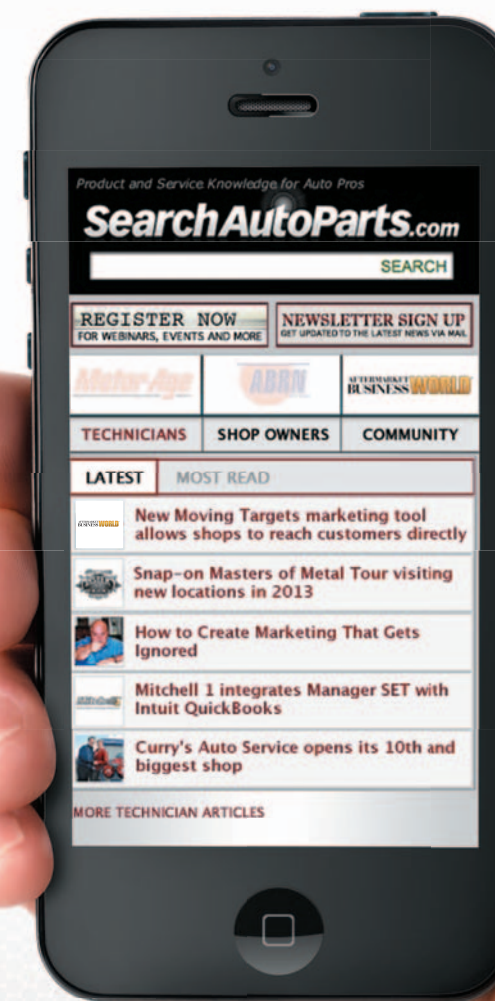 Product and Service Knowledge for Auto Pros
SearchAutoParts.com
SEARCH
REGISTER NOW
FOR WEBINARS, EVENTS AND MORE
NEWSLETTER SIGN UP
GET UPDATED TO THE LATEST NEWS VIA MAIL
Motor Age
ABRN
AFTERMARKET
BUSINESS WORLD
TECHNICIANS
SHOP OWNERS
COMMUNITY
LATEST
MOST READ
New Moving Targets marketing tool
allows shops to reach customers directly
Snap-on Masters of Metal Tour visiting
new locations in 2013
How to Create Marketing That Gets
Ignored
Mitchell 1 integrates Manager SET with
Intuit QuickBooks
Curry's Auto Service opens its 10th and
biggest shop
MORE TECHNICIAN ARTICLES